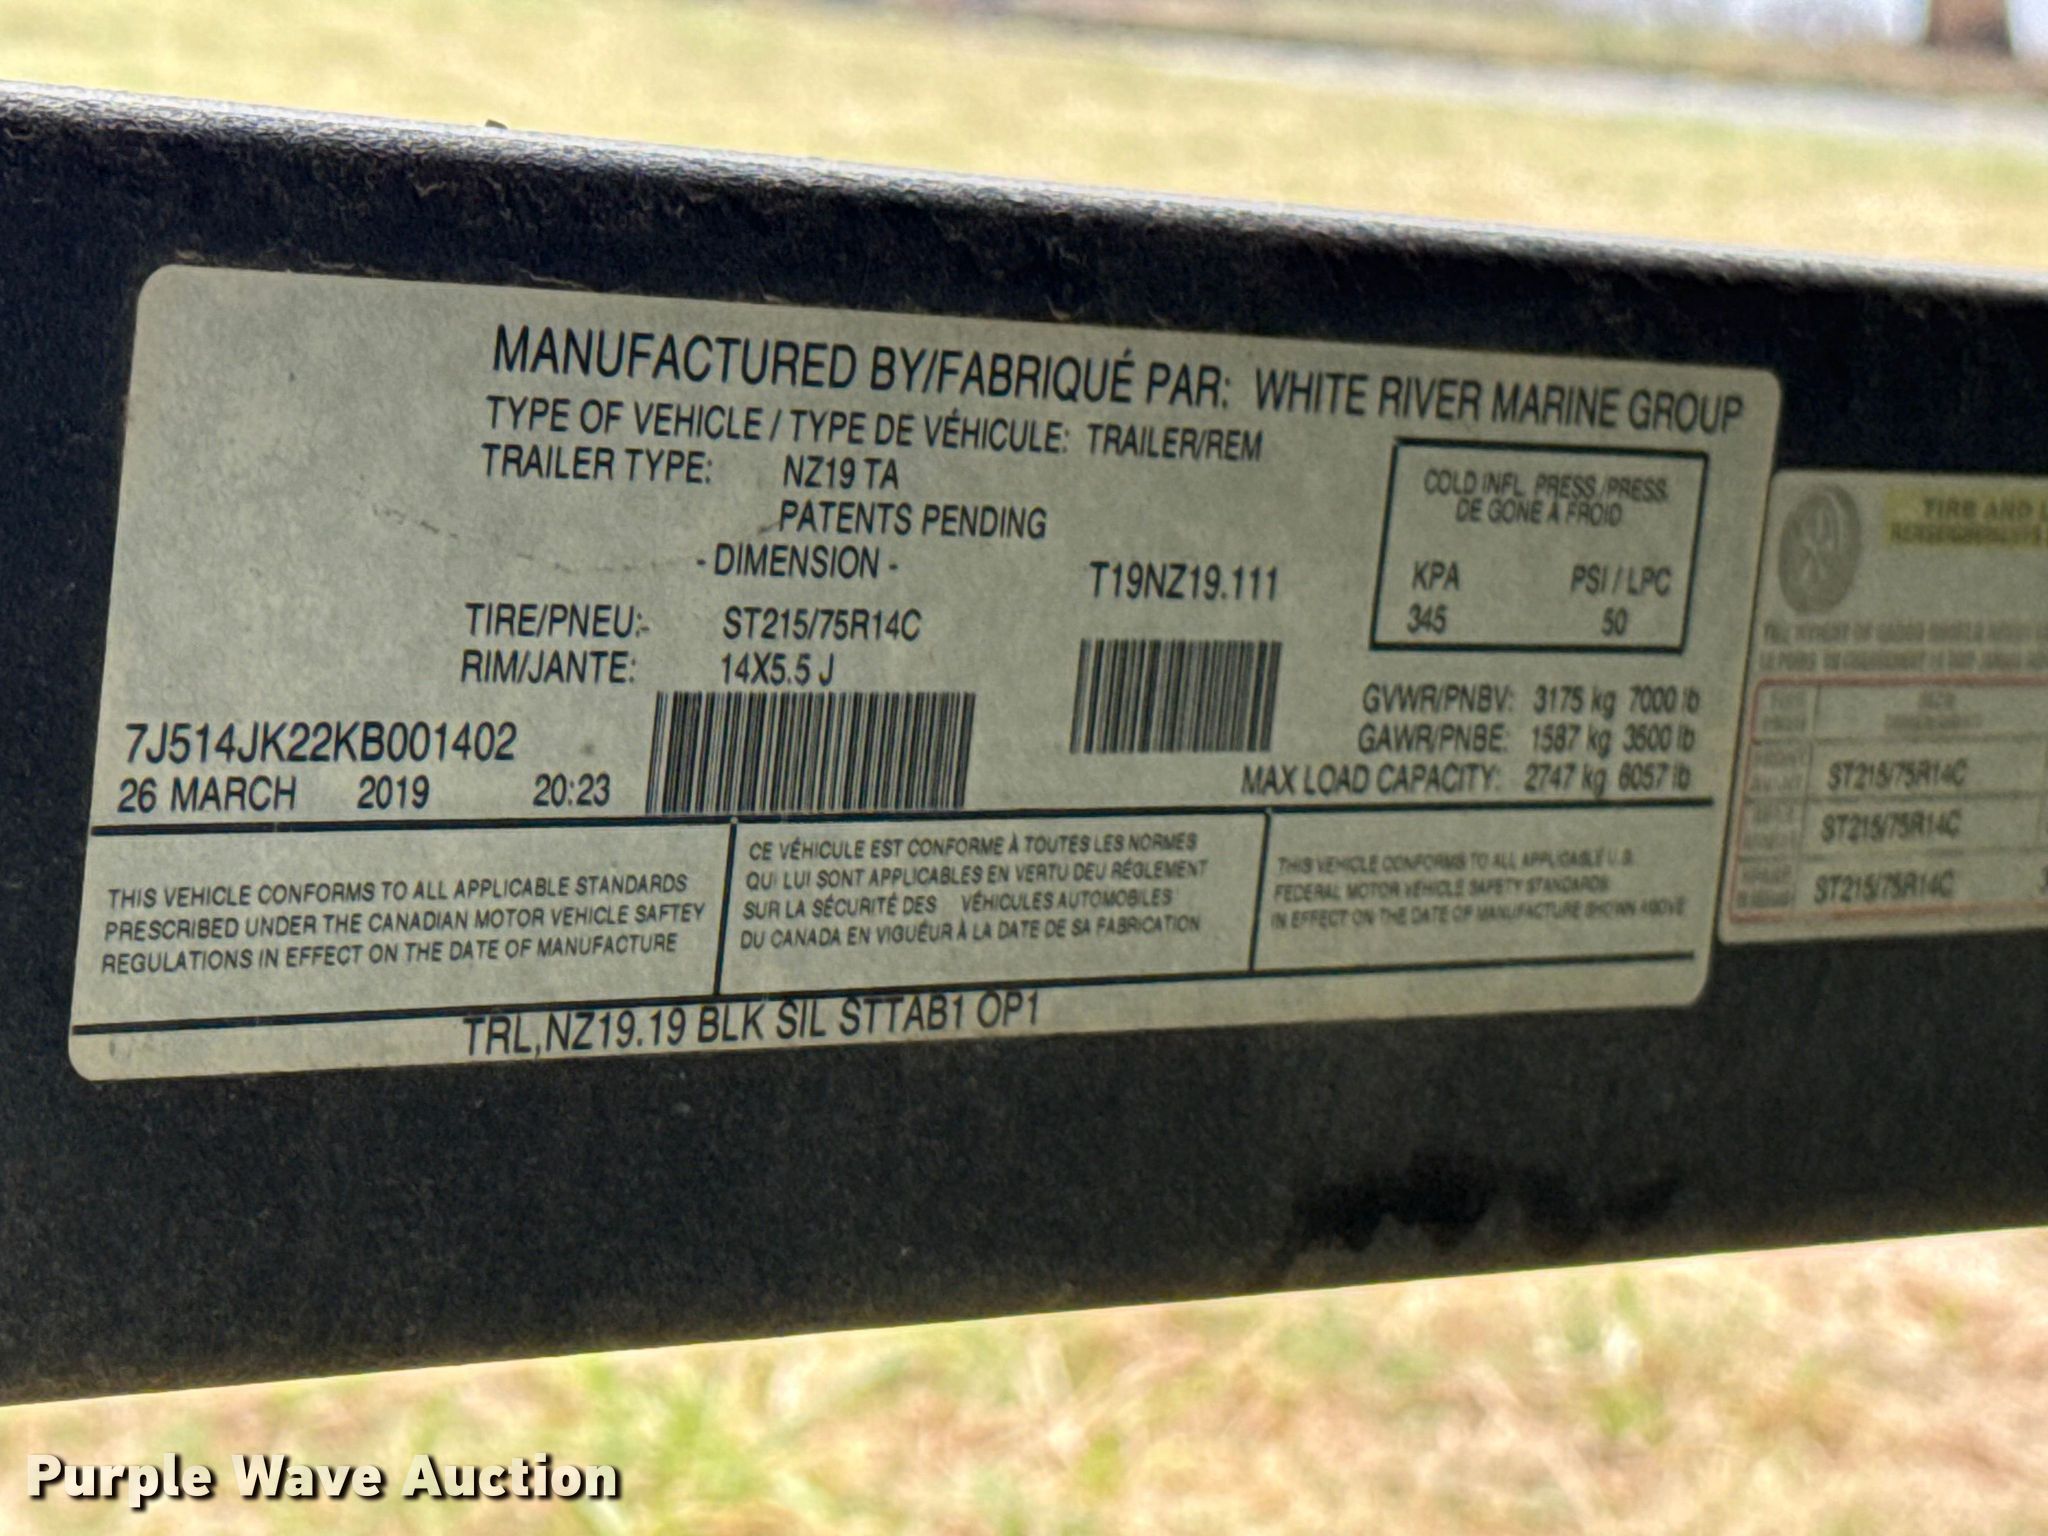 MANUFACTURED BY/FABRIQUÉ PAR: WHITE RIVER MARINE GROUP
TYPE OF VEHICLE / TYPE DE VÉHICULE: TRAILER/REM
TRAILER TYPE: NZ19 TA
PATENTS PENDING
- DIMENSION -
T19NZ19.111
COLD INFL. PRESS./PRESS.
DE GONE A FROID
KPA PSI / LPC
345 50
TIRE/PNEU:- ST215/75R14C
RIM/JANTE: 14X5.5 J
GVWR/PNBV: 3175 kg 7000 lb
GAWR/PNBE: 1587 kg 3500 lb
MAX LOAD CAPACITY: 2747 kg 6057 lb
7J514JK22KB001402
26 MARCH 2019 20:23
THIS VEHICLE CONFORMS TO ALL APPLICABLE STANDARDS
PRESCRIBED UNDER THE CANADIAN MOTOR VEHICLE SAFTEY
REGULATIONS IN EFFECT ON THE DATE OF MANUFACTURE
CE VÉHICULE EST CONFORME À TOUTES LES NORMES
QUI LUI SONT APPLICABLES EN VERTU DEU RÉGLEMENT
SUR LA SÉCURITÉ DES VÉHICULES AUTOMOBILES
DU CANADA EN VIGUÉUR À LA DATE DE SA FABRICATION
THIS VEHICLE CONFORMS TO ALL APPLICABLE U.S.
FEDERAL MOTOR VEHICLE SAFETY STANDARDS
IN EFFECT ON THE DATE OF MANUFACTURE SHOWN ABOVE
TRL,NZ19.19 BLK SIL STTAB1 OP1
TIRE AND
ST215/75R14C
ST215/75R14C
ST215/75R14C
Purple Wave Auction